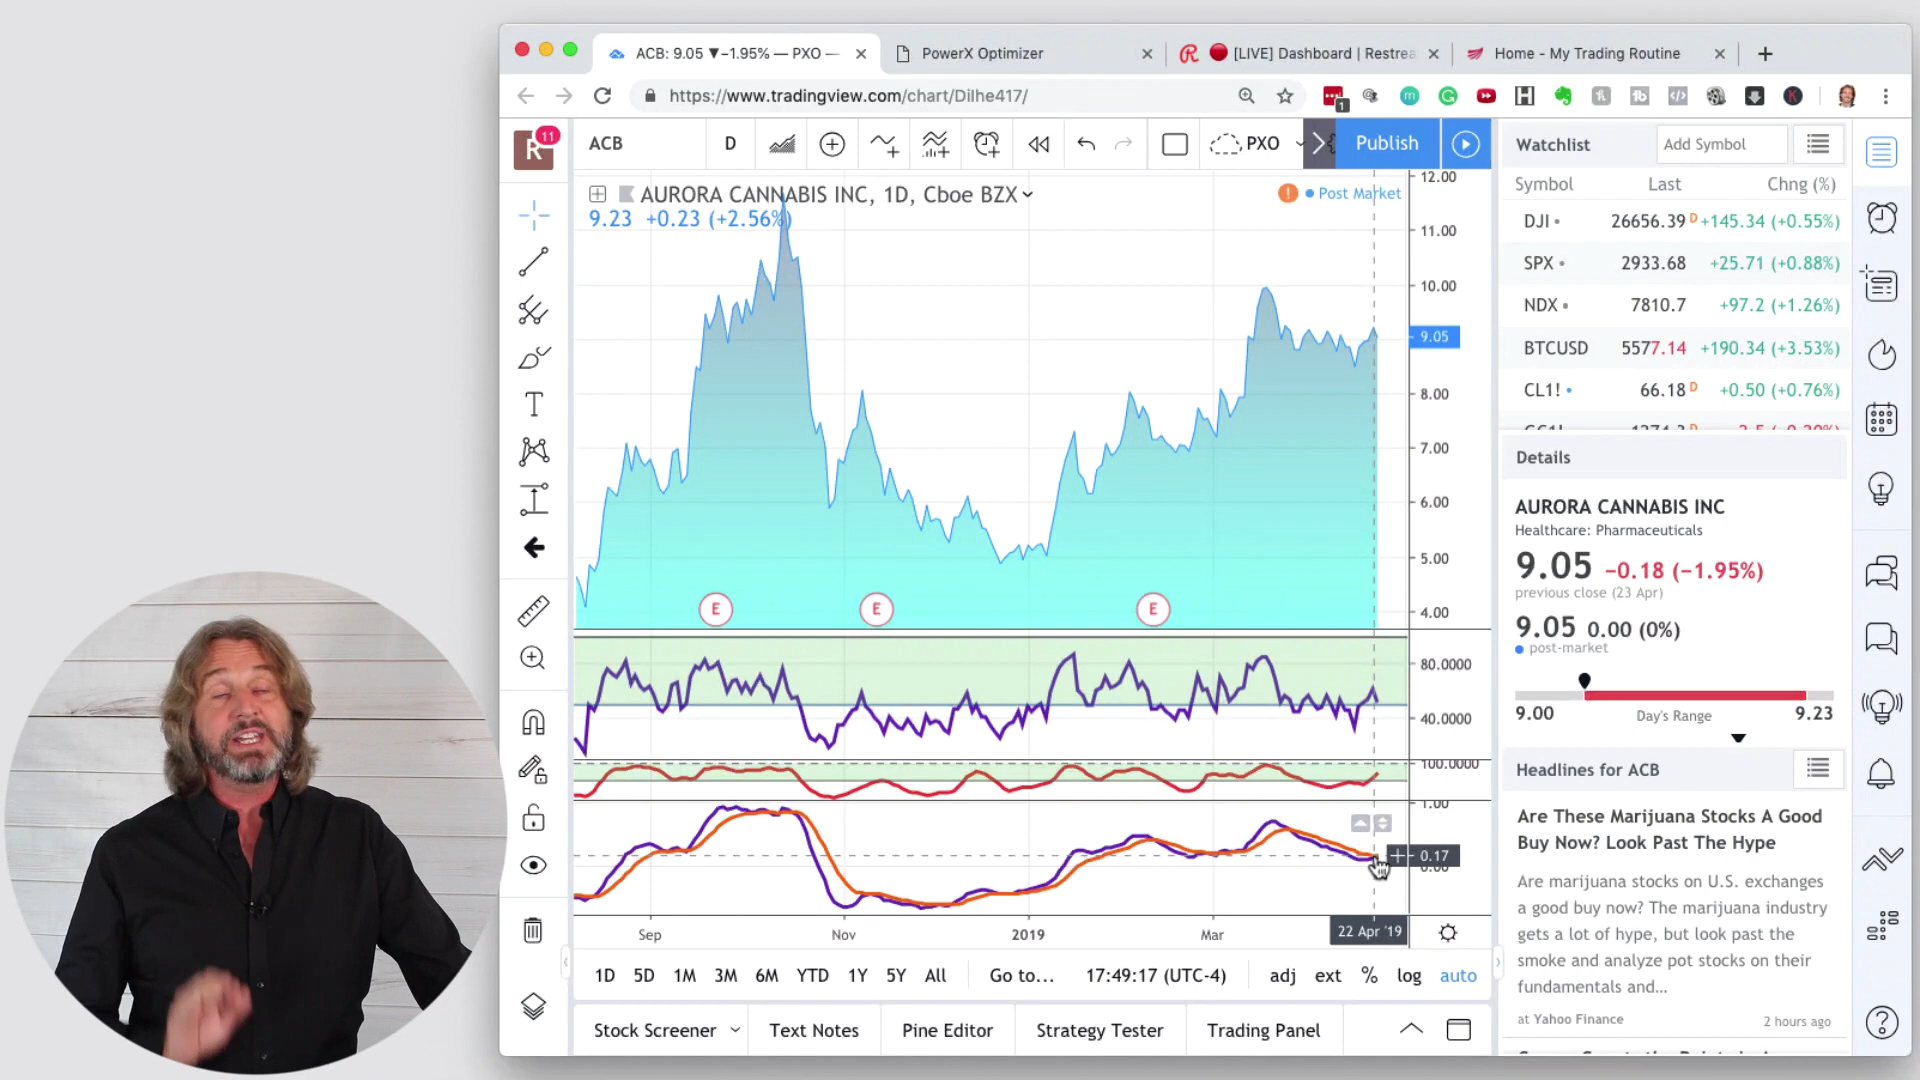 ACB: 9.05 ▼−1.95% — PXO —
PowerX Optimizer
[LIVE] Dashboard | Restrea
Home - My Trading Routine
https://www.tradingview.com/chart/Dilhe417/
1
R 11
ACB
D
PXO
Publish
AURORA CANNABIS INC, 1D, Cboe BZX
Post Market
9.23 +0.23 (+2.56%)
12.00
11.00
10.00
9.05
8.00
7.00
6.00
5.00
4.00
E
E
E
80.0000
40.0000
100.0000
1.00
0.17
0.00
Sep
Nov
2019
Mar
22 Apr '19
1D
5D
1M
3M
6M
YTD
1Y
5Y
All
Go to...
17:49:17 (UTC-4)
adj
ext
%
log
auto
Stock Screener
Text Notes
Pine Editor
Strategy Tester
Trading Panel
Watchlist
Add Symbol
Symbol
Last
Chng (%)
DJI
26656.39 D
+145.34 (+0.55%)
SPX
2933.68
+25.71 (+0.88%)
NDX
7810.7
+97.2 (+1.26%)
BTCUSD
5577.14
+190.34 (+3.53%)
CL1!
66.18 D
+0.50 (+0.76%)
Details
AURORA CANNABIS INC
Healthcare: Pharmaceuticals
9.05 −0.18 (−1.95%)
previous close (23 Apr)
9.05 0.00 (0%)
post-market
9.00
Day's Range
9.23
Headlines for ACB
Are These Marijuana Stocks A Good
Buy Now? Look Past The Hype
Are marijuana stocks on U.S. exchanges
a good buy now? The marijuana industry
gets a lot of hype, but look past the
smoke and analyze pot stocks on their
fundamentals and...
at Yahoo Finance
2 hours ago